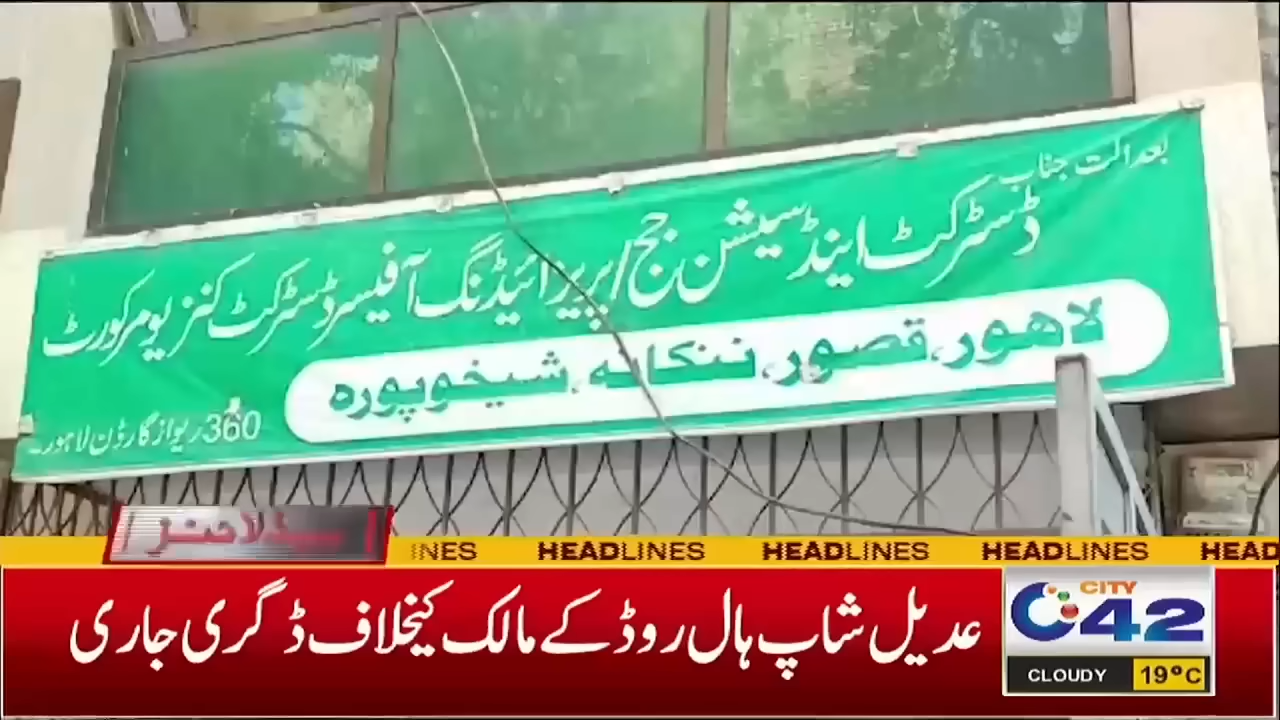 بعدالت جناب
ڈسٹرکٹ اینڈ سیشن جج/پریزائیڈنگ آفیسر ڈسٹرکٹ کنزیومر کورٹ
لاہور، قصور، ننکانہ، شیخوپورہ
360 ریواز گارڈن لاہور۔
ہیڈلائنز
INES HEADLINES HEADLINES HEADLINES HEAD
عدیل شاپ ہال روڈ کے مالک کیخلاف ڈگری جاری
CITY
42
CLOUDY 19°C